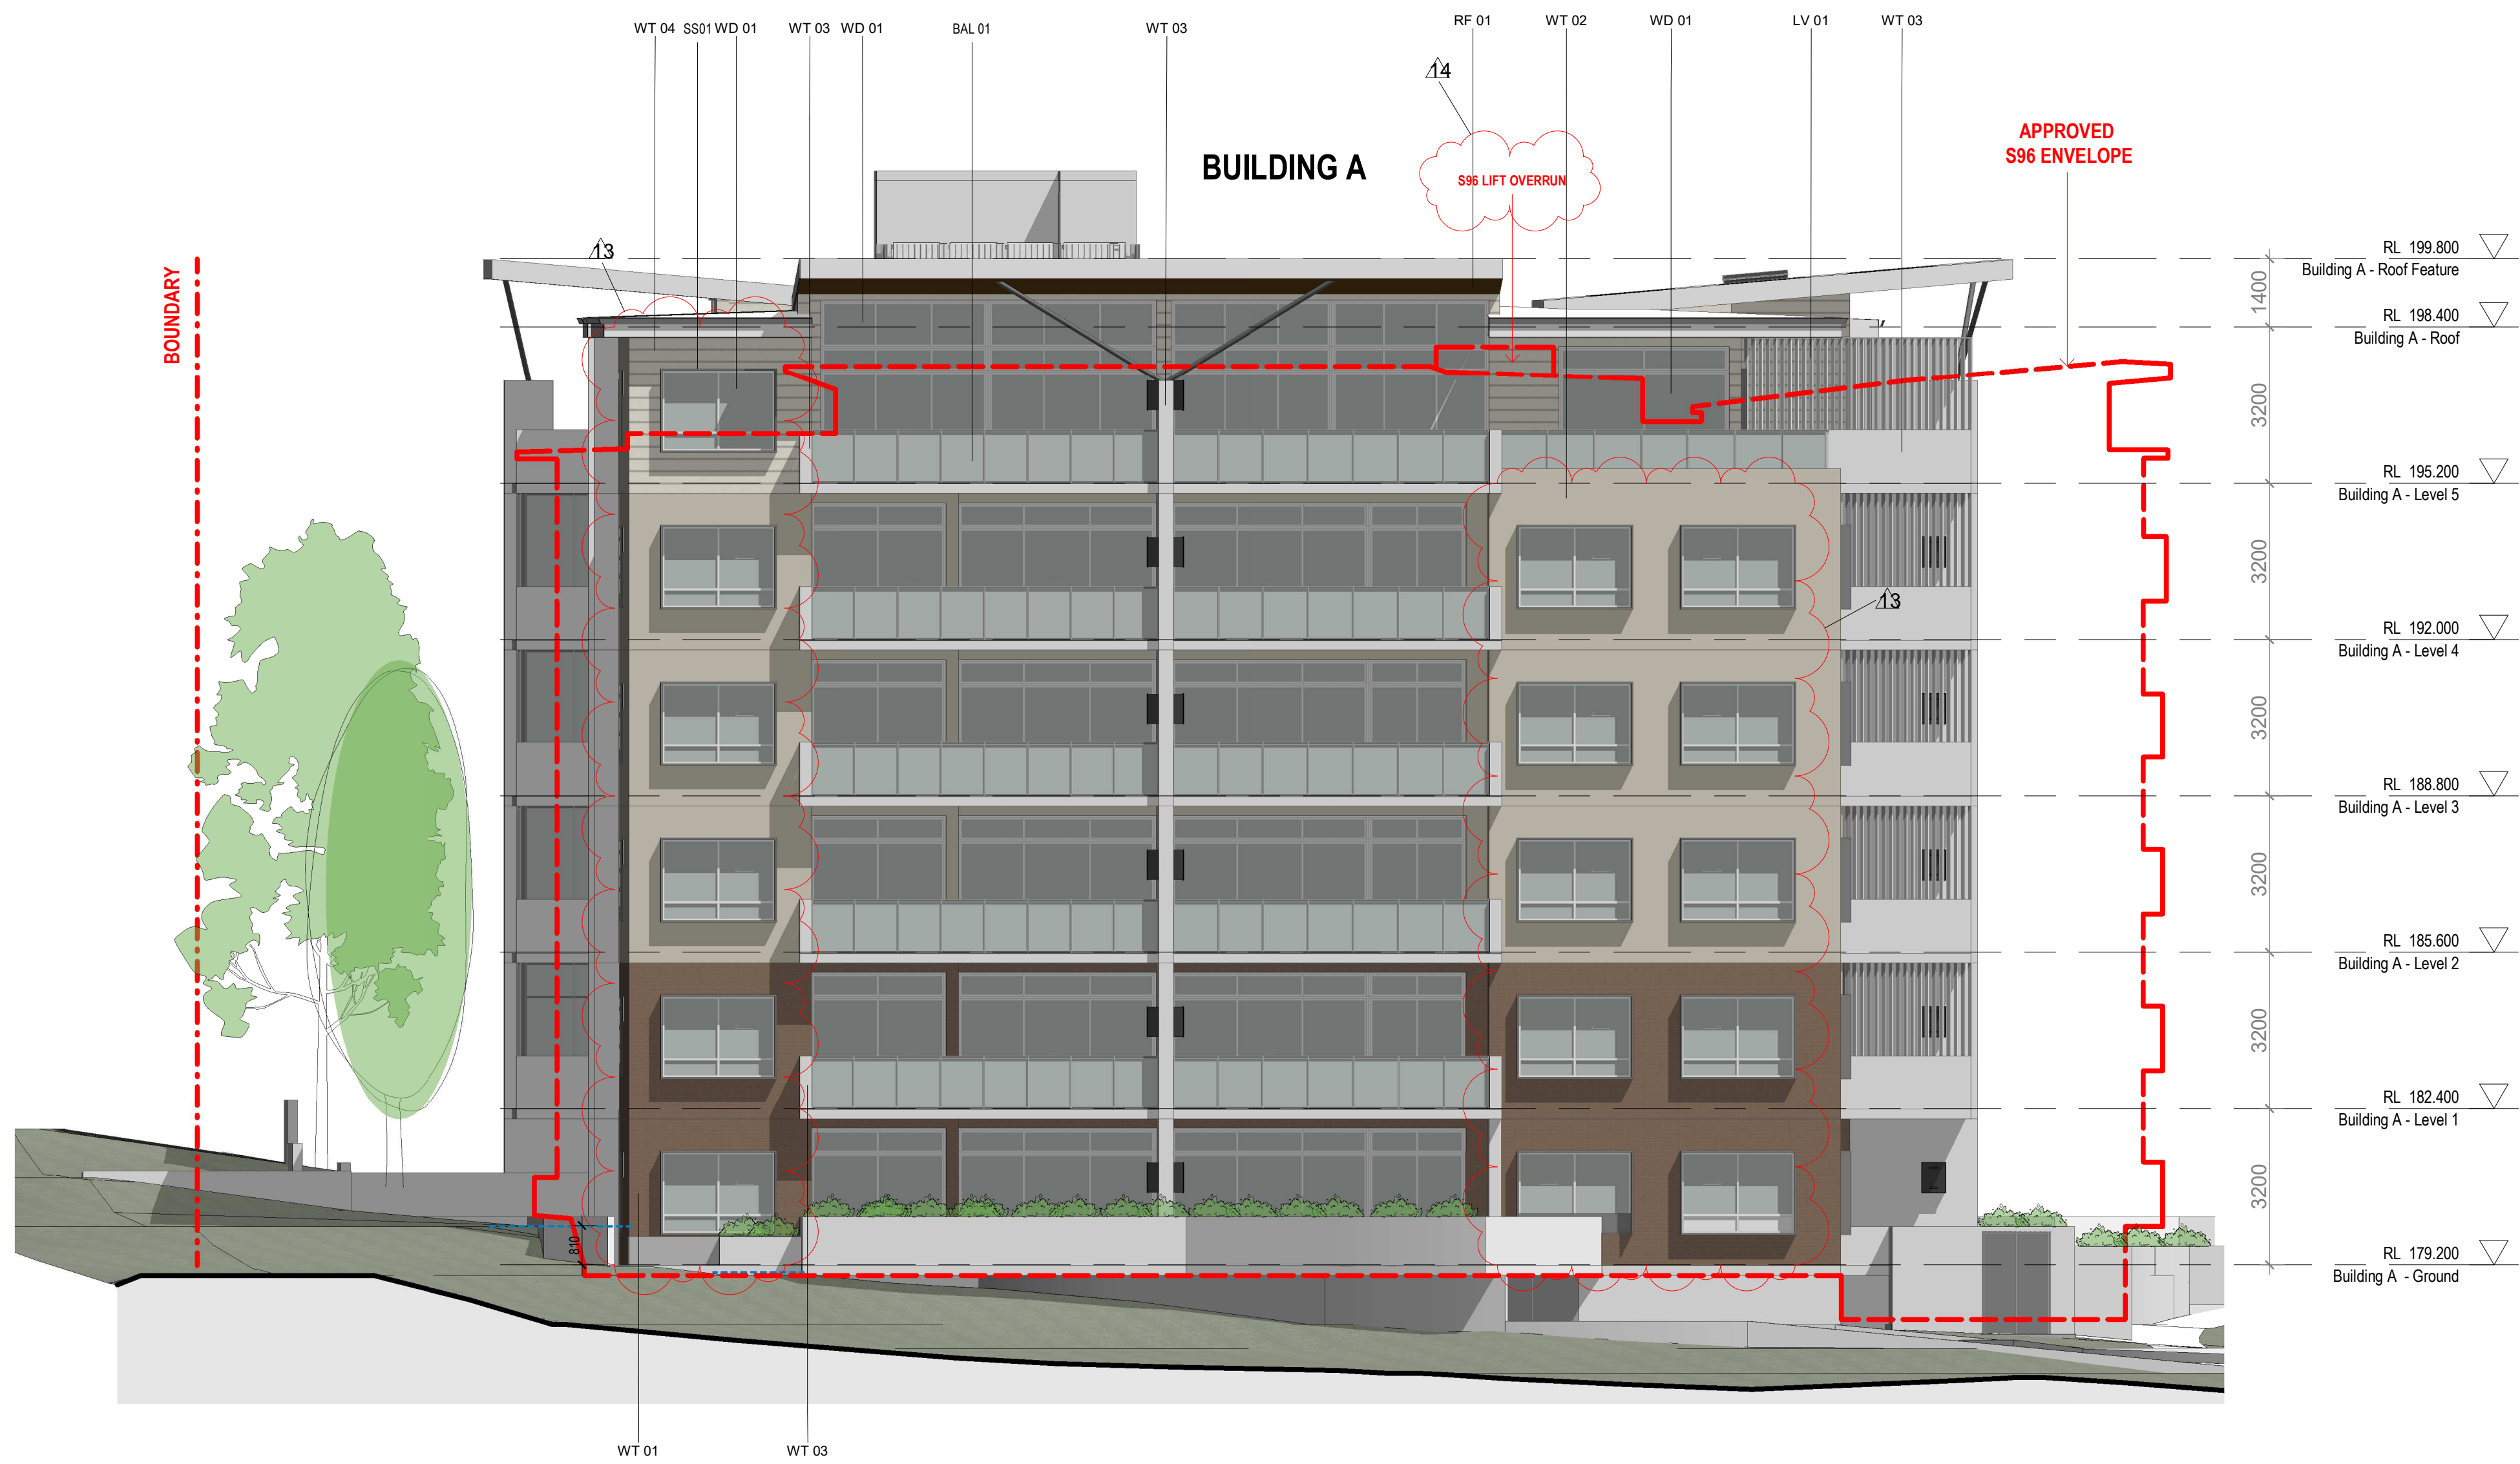 WT 04 SS01 WD 01 WT 03 WD 01 BAL 01 WT 03 RF 01 WT 02 WD 01 LV 01 WT 03
14
APPROVED
S96 ENVELOPE
BUILDING A
S96 LIFT OVERRUN
13
BOUNDARY
RL 199.800
Building A - Roof Feature
1400
RL 198.400
Building A - Roof
3200
RL 195.200
Building A - Level 5
3200
13
RL 192.000
Building A - Level 4
3200
RL 188.800
Building A - Level 3
3200
RL 185.600
Building A - Level 2
3200
RL 182.400
Building A - Level 1
3200
810
RL 179.200
Building A - Ground
WT 01 WT 03